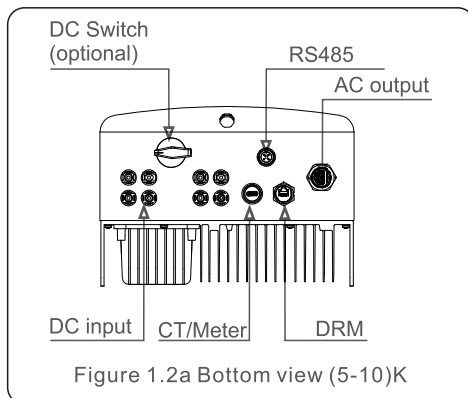 DC Switch
(optional)
RS485
AC output
DC input
CT/Meter
DRM
Figure 1.2a Bottom view (5-10)K